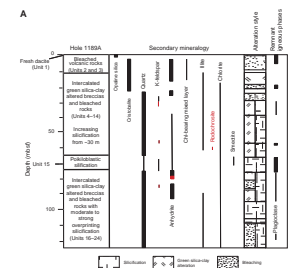 A
Hole 1189A
Secondary mineralogy
Alteration style
Remnant
igneous phases
Fresh dacite
(Unit 1)
Bleached
volcanic rocks
(Units 2 and 3)
Intercalated
green silica-clay
altered breccias
and bleached
rocks
(Units 4–14)
Increasing
silicification
from ~30 m
Poikiloblastic
silicification
Intercalated
green silica-clay
altered breccias
and bleached
rocks with
moderate to
strong
overprinting
silicification
(Units 16–24)
Opaline silica
Cristobalite
Quartz
K-feldspar
Anhydrite
Chl-bearing mixed layer
Illite
Chlorite
Rodochrosite
Smectite
Plagioclase
Depth (mbsf)
0
50
100
U.15
Silicification
Green silica-clay
alteration
Bleaching